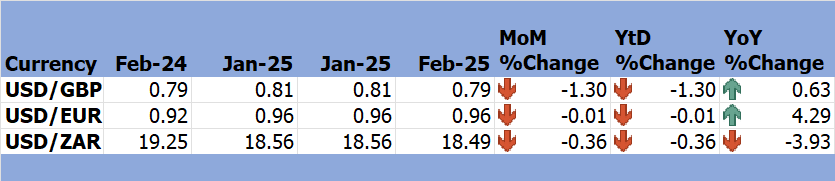 MoM YtD YoY
Currency Feb-24 Jan-25 Jan-25 Feb-25 %Change %Change %Change
USD/GBP 0.79 0.81 0.81 0.79 -1.30 -1.30 0.63
USD/EUR 0.92 0.96 0.96 0.96 -0.01 -0.01 4.29
USD/ZAR 19.25 18.56 18.56 18.49 -0.36 -0.36 -3.93